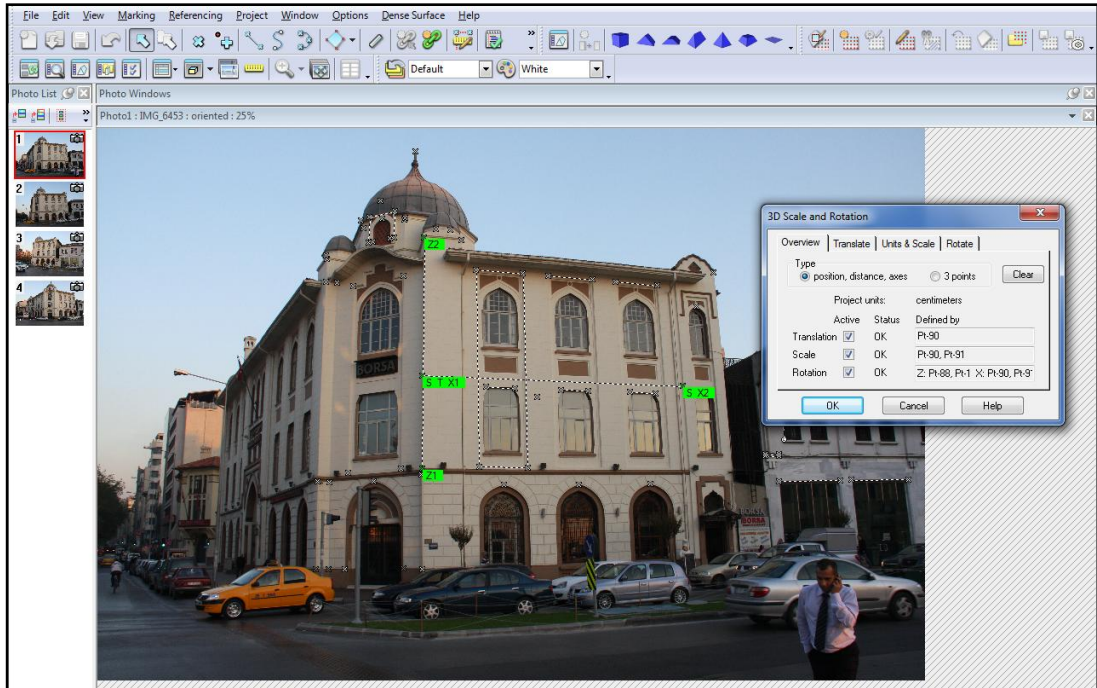 File Edit View Marking Referencing Project Window Options Dense Surface Help
Default White
Photo List Photo Windows
Photo1 : IMG_6453 : oriented : 25%
1
2
3
4
Z2
BORSA
S T X1
S X2
Z1
BORSA
3D Scale and Rotation
Overview Translate Units & Scale Rotate
Type
position, distance, axes 3 points Clear
Project units: centimeters
Active Status Defined by
Translation OK Pt-90
Scale OK Pt-90, Pt-91
Rotation OK Z: Pt-88, Pt-1 X: Pt-90, Pt-9
OK Cancel Help